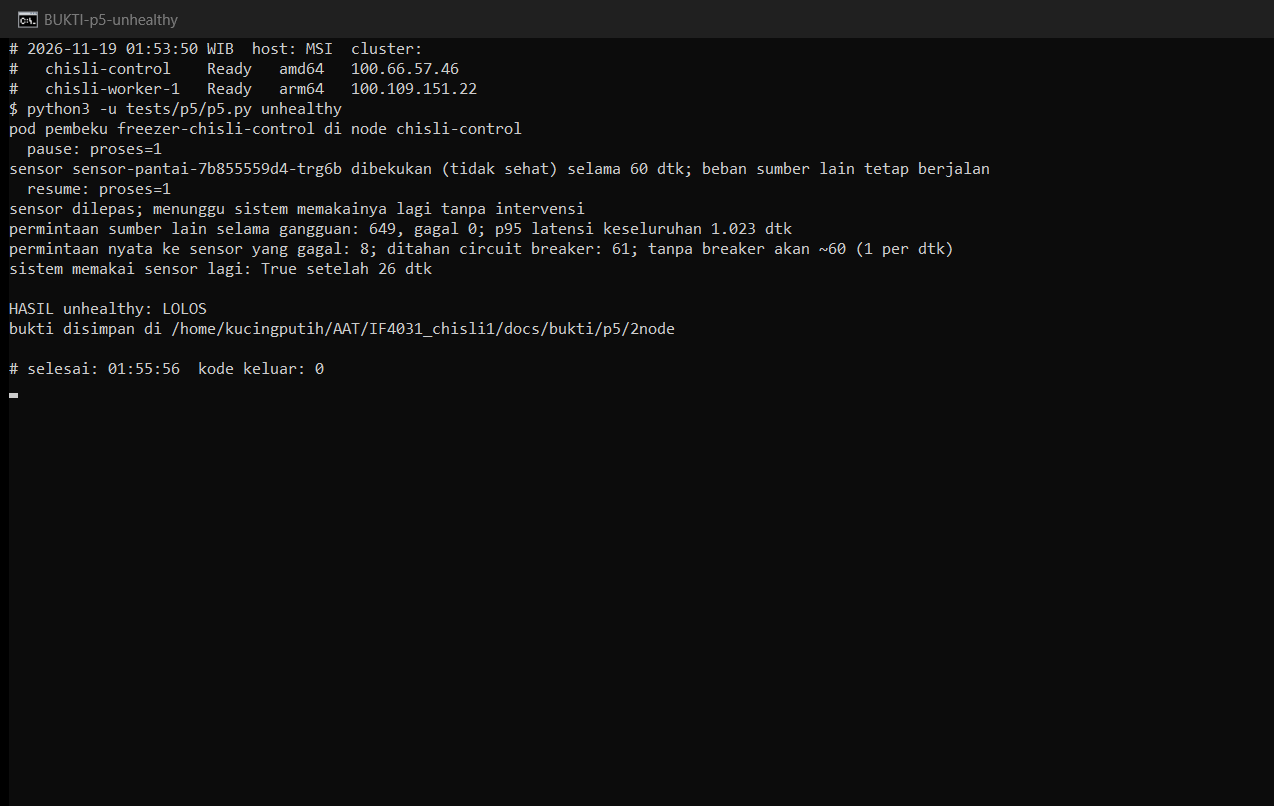 BUKTI-p5-unhealthy
# 2026-11-19 01:53:50 WIB  host: MSI  cluster:
#   chisli-control    Ready   amd64   100.66.57.46
#   chisli-worker-1   Ready   arm64   100.109.151.22
$ python3 -u tests/p5/p5.py unhealthy
pod pembeku freezer-chisli-control di node chisli-control
  pause: proses=1
sensor sensor-pantai-7b855559d4-trg6b dibekukan (tidak sehat) selama 60 dtk; beban sumber lain tetap berjalan
  resume: proses=1
sensor dilepas; menunggu sistem memakainya lagi tanpa intervensi
permintaan sumber lain selama gangguan: 649, gagal 0; p95 latensi keseluruhan 1.023 dtk
permintaan nyata ke sensor yang gagal: 8; ditahan circuit breaker: 61; tanpa breaker akan ~60 (1 per dtk)
sistem memakai sensor lagi: True setelah 26 dtk

HASIL unhealthy: LOLOS
bukti disimpan di /home/kucingputih/AAT/IF4031_chisli1/docs/bukti/p5/2node

# selesai: 01:55:56  kode keluar: 0